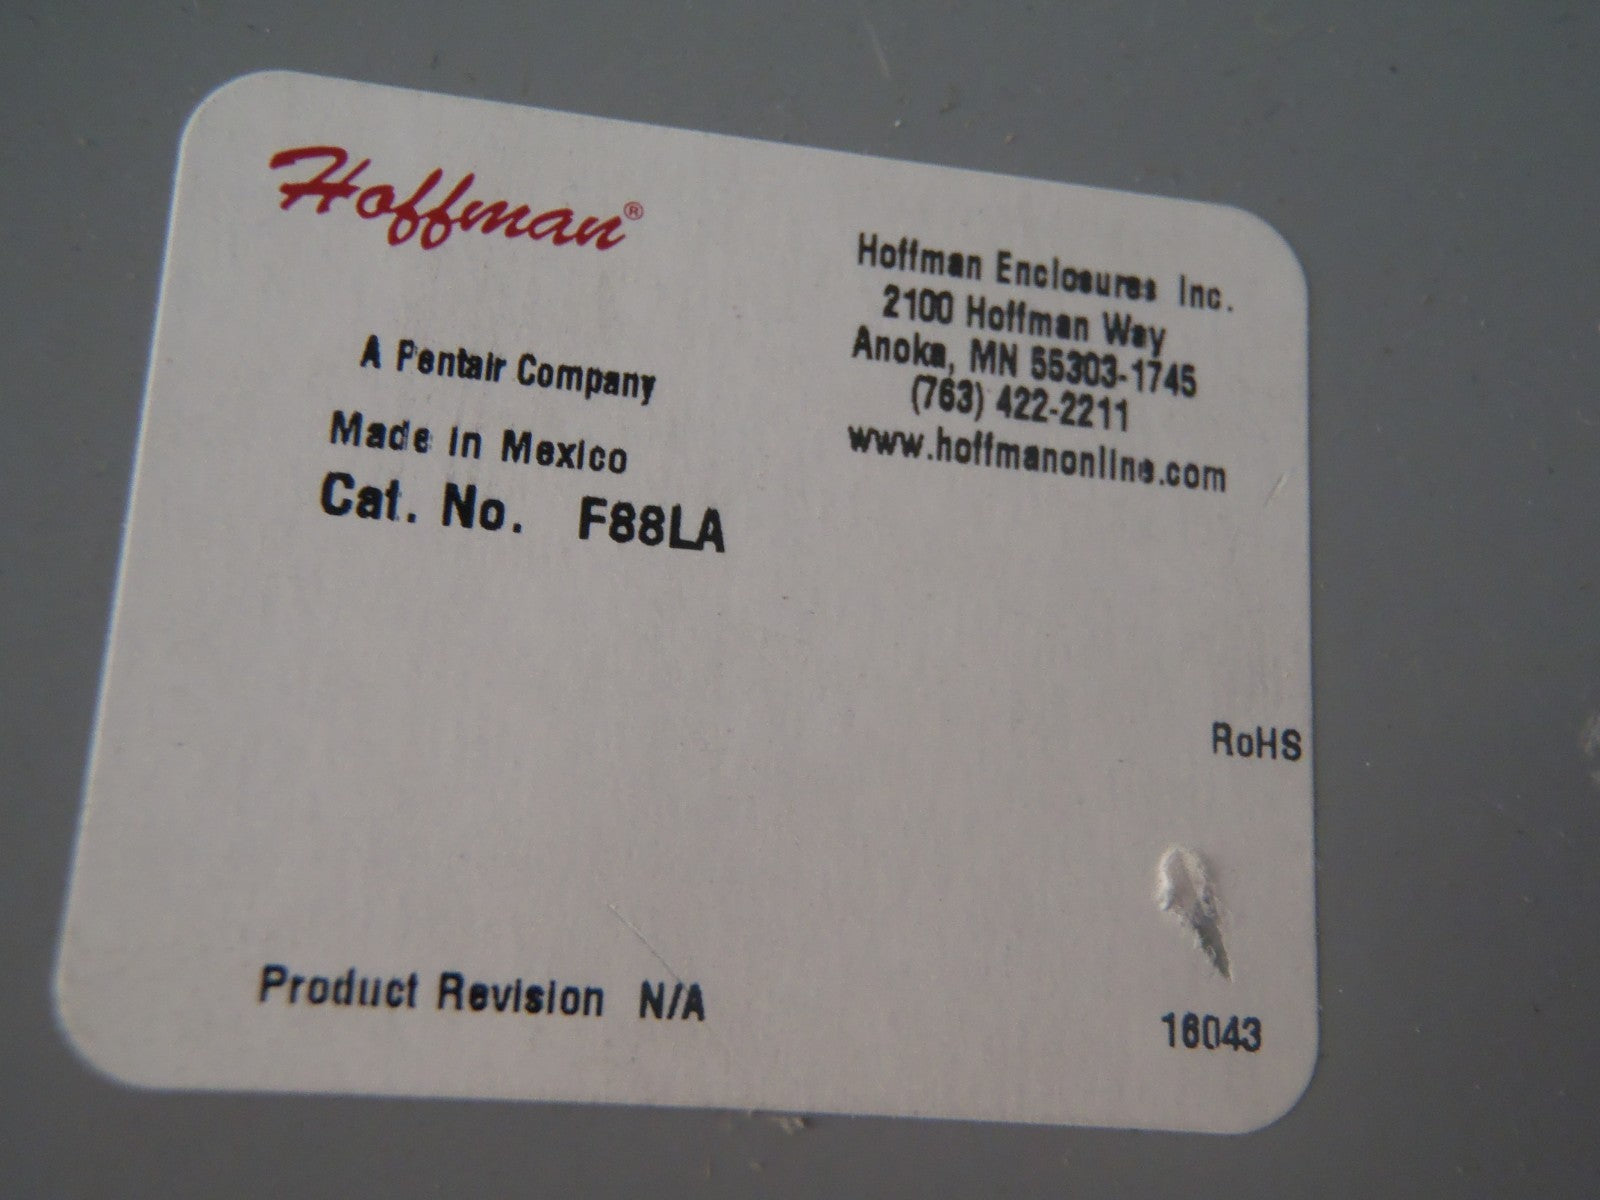 Hoffman®
A Pentair Company
Made in Mexico
Cat. No. F88LA
Hoffman Enclosures Inc.
2100 Hoffman Way
Anoka, MN 55303-1745
(763) 422-2211
www.hoffmanonline.com
RoHS
Product Revision N/A
16043